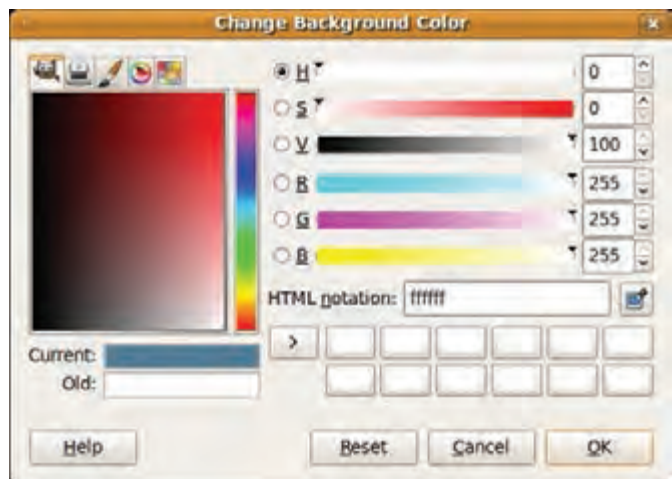 Change Background Color
H 0
S 0
V 100
R 255
G 255
B 255
HTML notation: ffffff
>
Current:
Old:
Help Reset Cancel OK